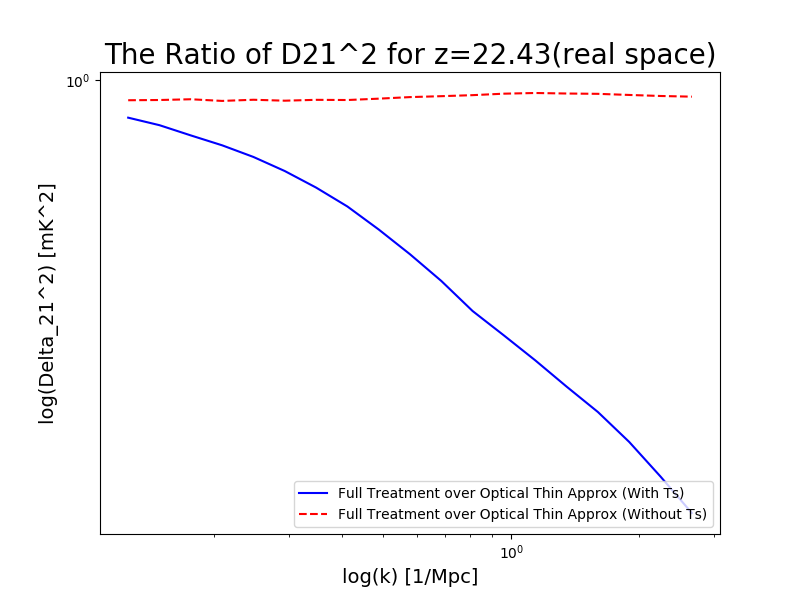 The Ratio of D21^2 for z=22.43(real space)
10^0
log(Delta_21^2) [mK^2]
Full Treatment over Optical Thin Approx (With Ts)
Full Treatment over Optical Thin Approx (Without Ts)
10^0
log(k) [1/Mpc]